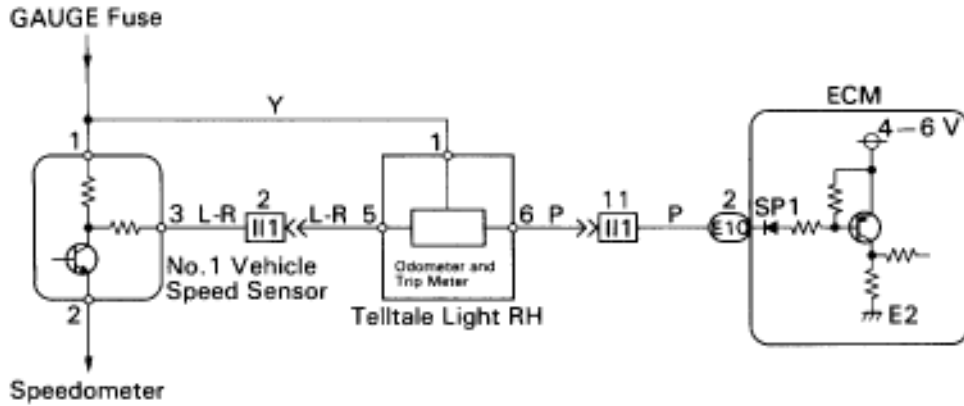 GAUGE Fuse
Y
ECM
4-6 V
1
1
2
11
2
SP1
3
L-R
II1
L-R
5
6
P
II1
P
E10
No.1 Vehicle
Speed Sensor
Odometer and
Trip Meter
2
Telltale Light RH
E2
Speedometer